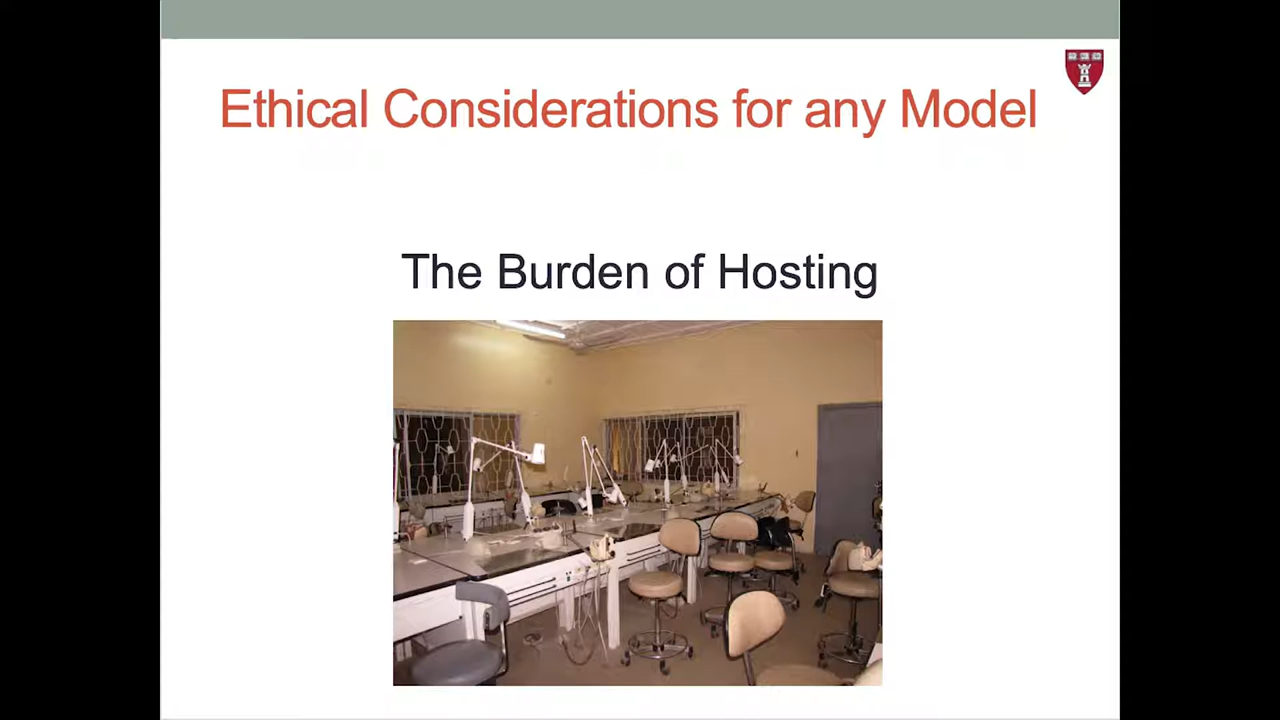 Ethical Considerations for any Model
The Burden of Hosting